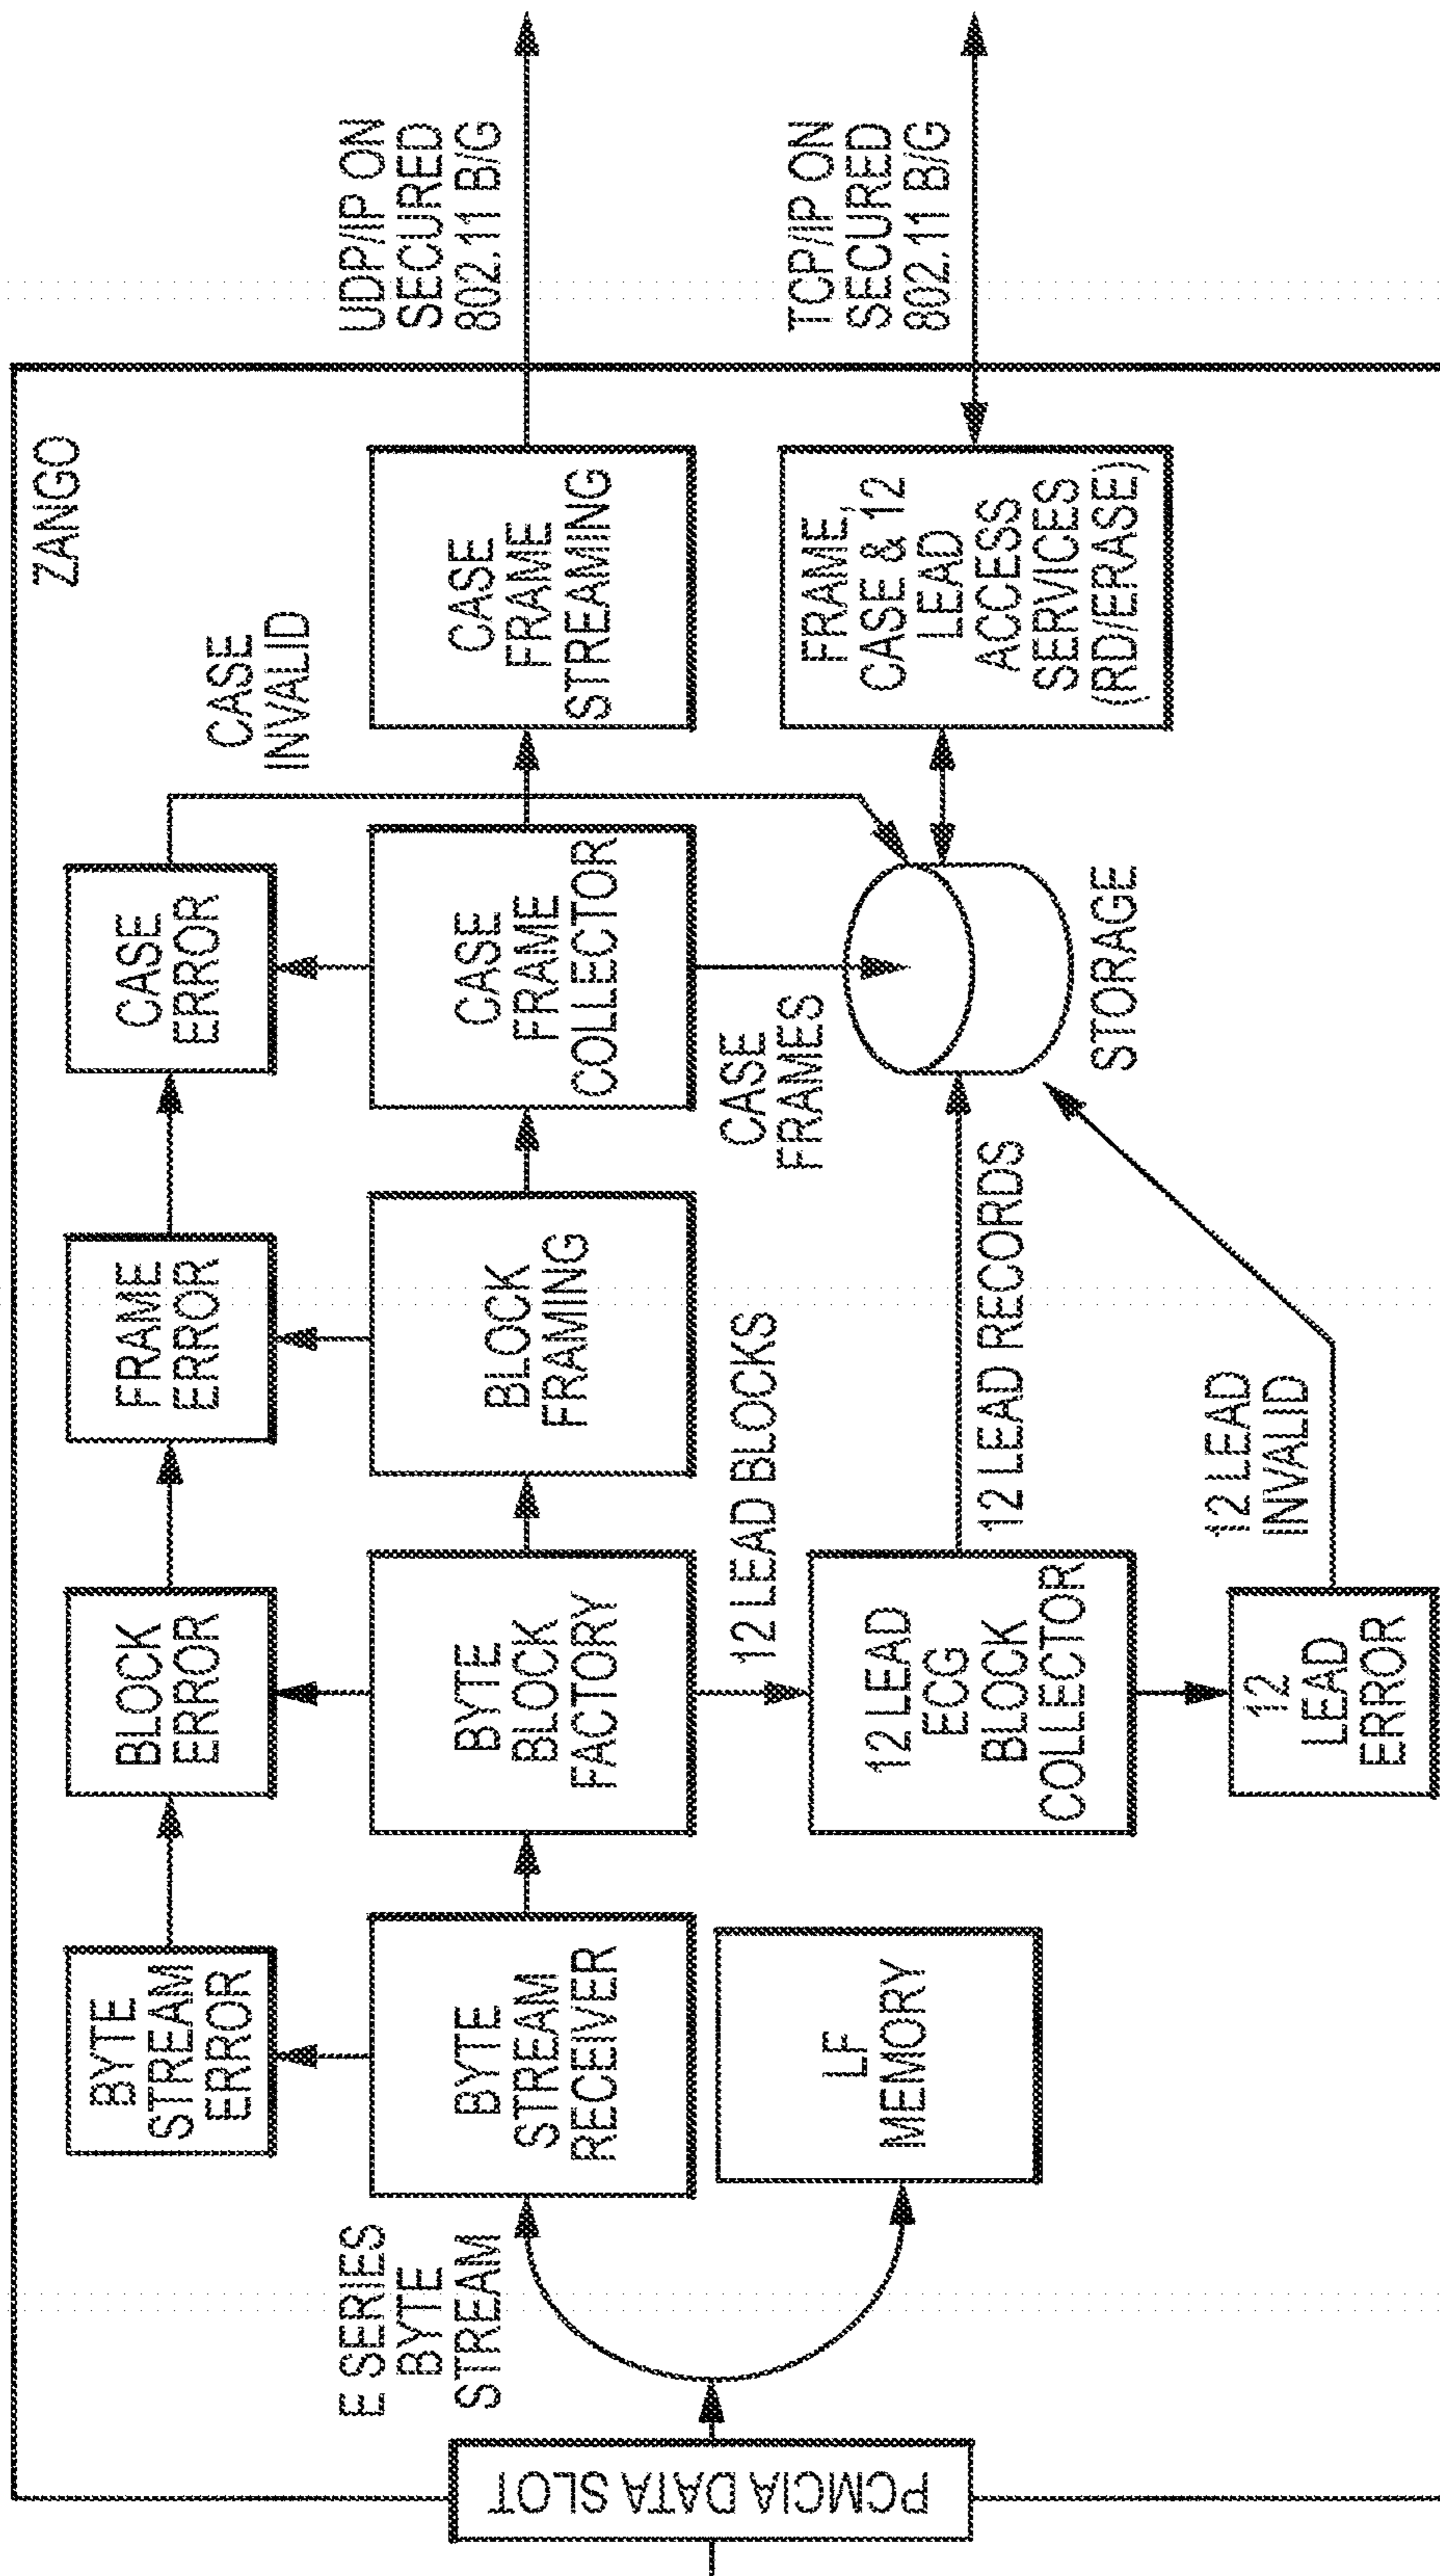 ZANGO
BYTE
STREAM
ERROR
BLOCK
ERROR
FRAME
ERROR
CASE
ERROR
CASE
INVALID
E SERIES
BYTE
STREAM
BYTE
STREAM
RECEIVER
BYTE
BLOCK
FACTORY
BLOCK
FRAMING
CASE
FRAME
COLLECTOR
CASE
FRAME
STREAMING
UDP/IP ON
SECURED
802.11 B/G
PCMCIA DATA SLOT
LF
MEMORY
12 LEAD BLOCKS
CASE
FRAMES
12 LEAD
ECG
BLOCK
COLLECTOR
12 LEAD RECORDS
STORAGE
FRAME,
CASE & 12
LEAD
ACCESS
SERVICES
(RD/ERASE)
TCP/IP ON
SECURED
802.11 B/G
12
LEAD
ERROR
12 LEAD
INVALID